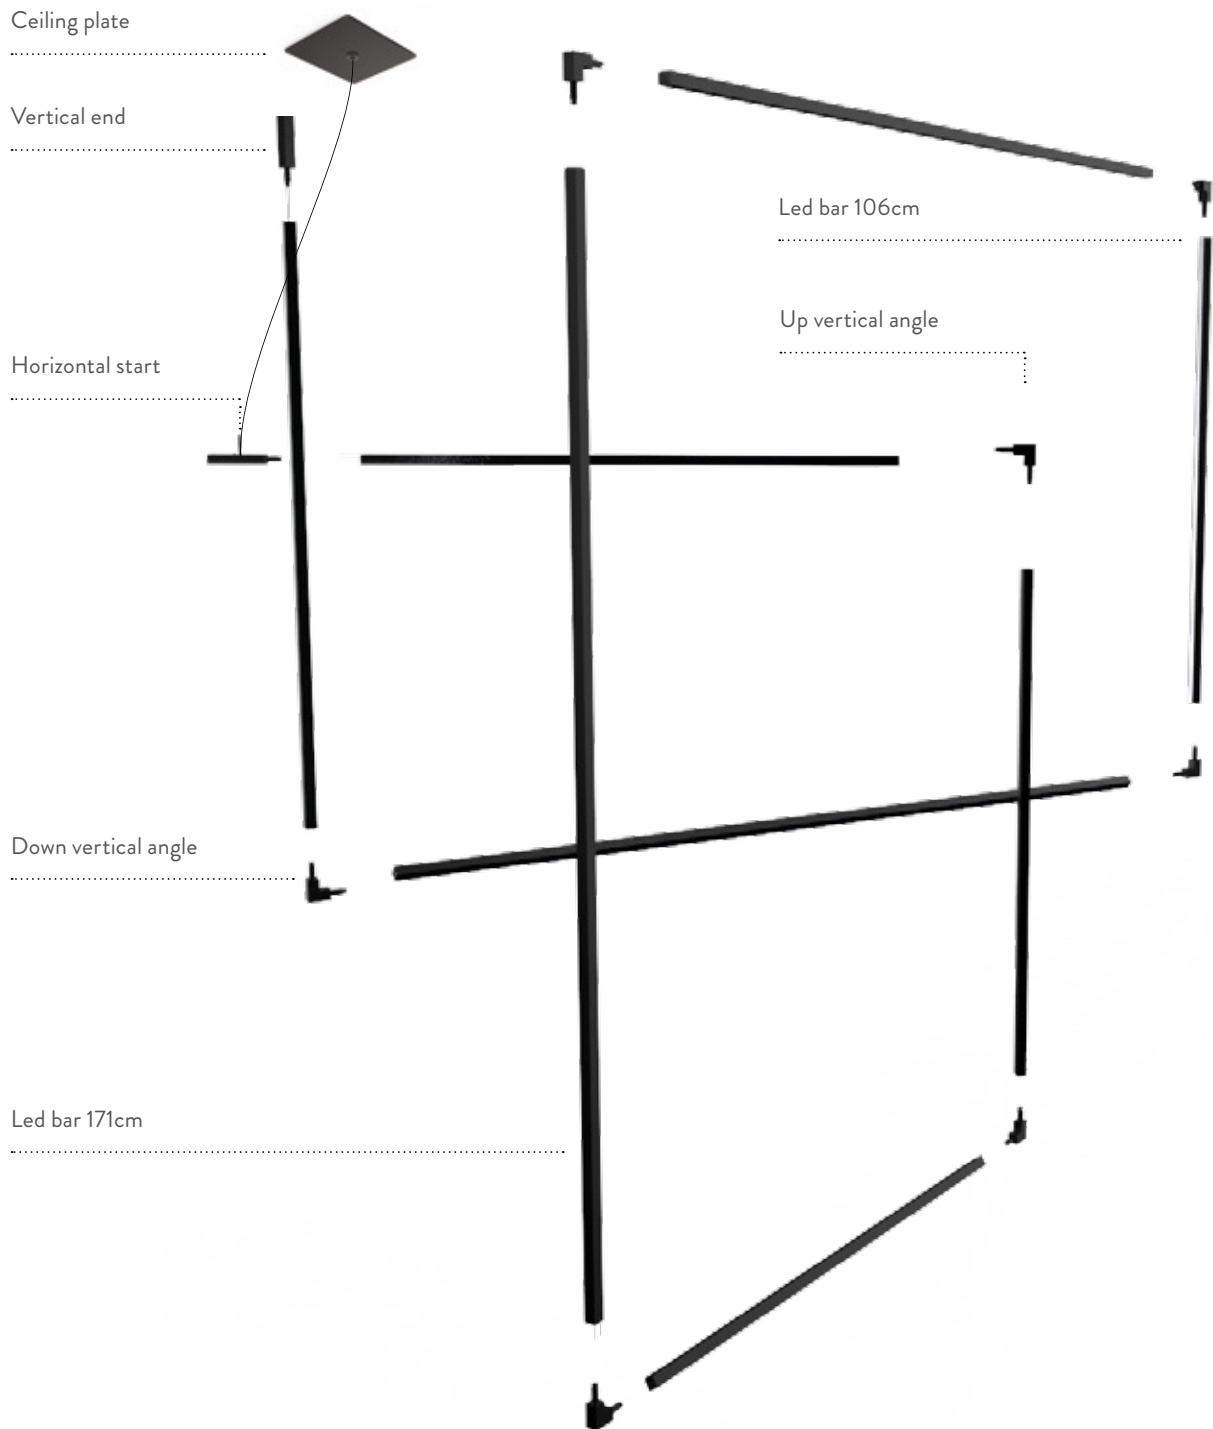 Ceiling plate
Vertical end
Led bar 106cm
Up vertical angle
Horizontal start
Down vertical angle
Led bar 171cm